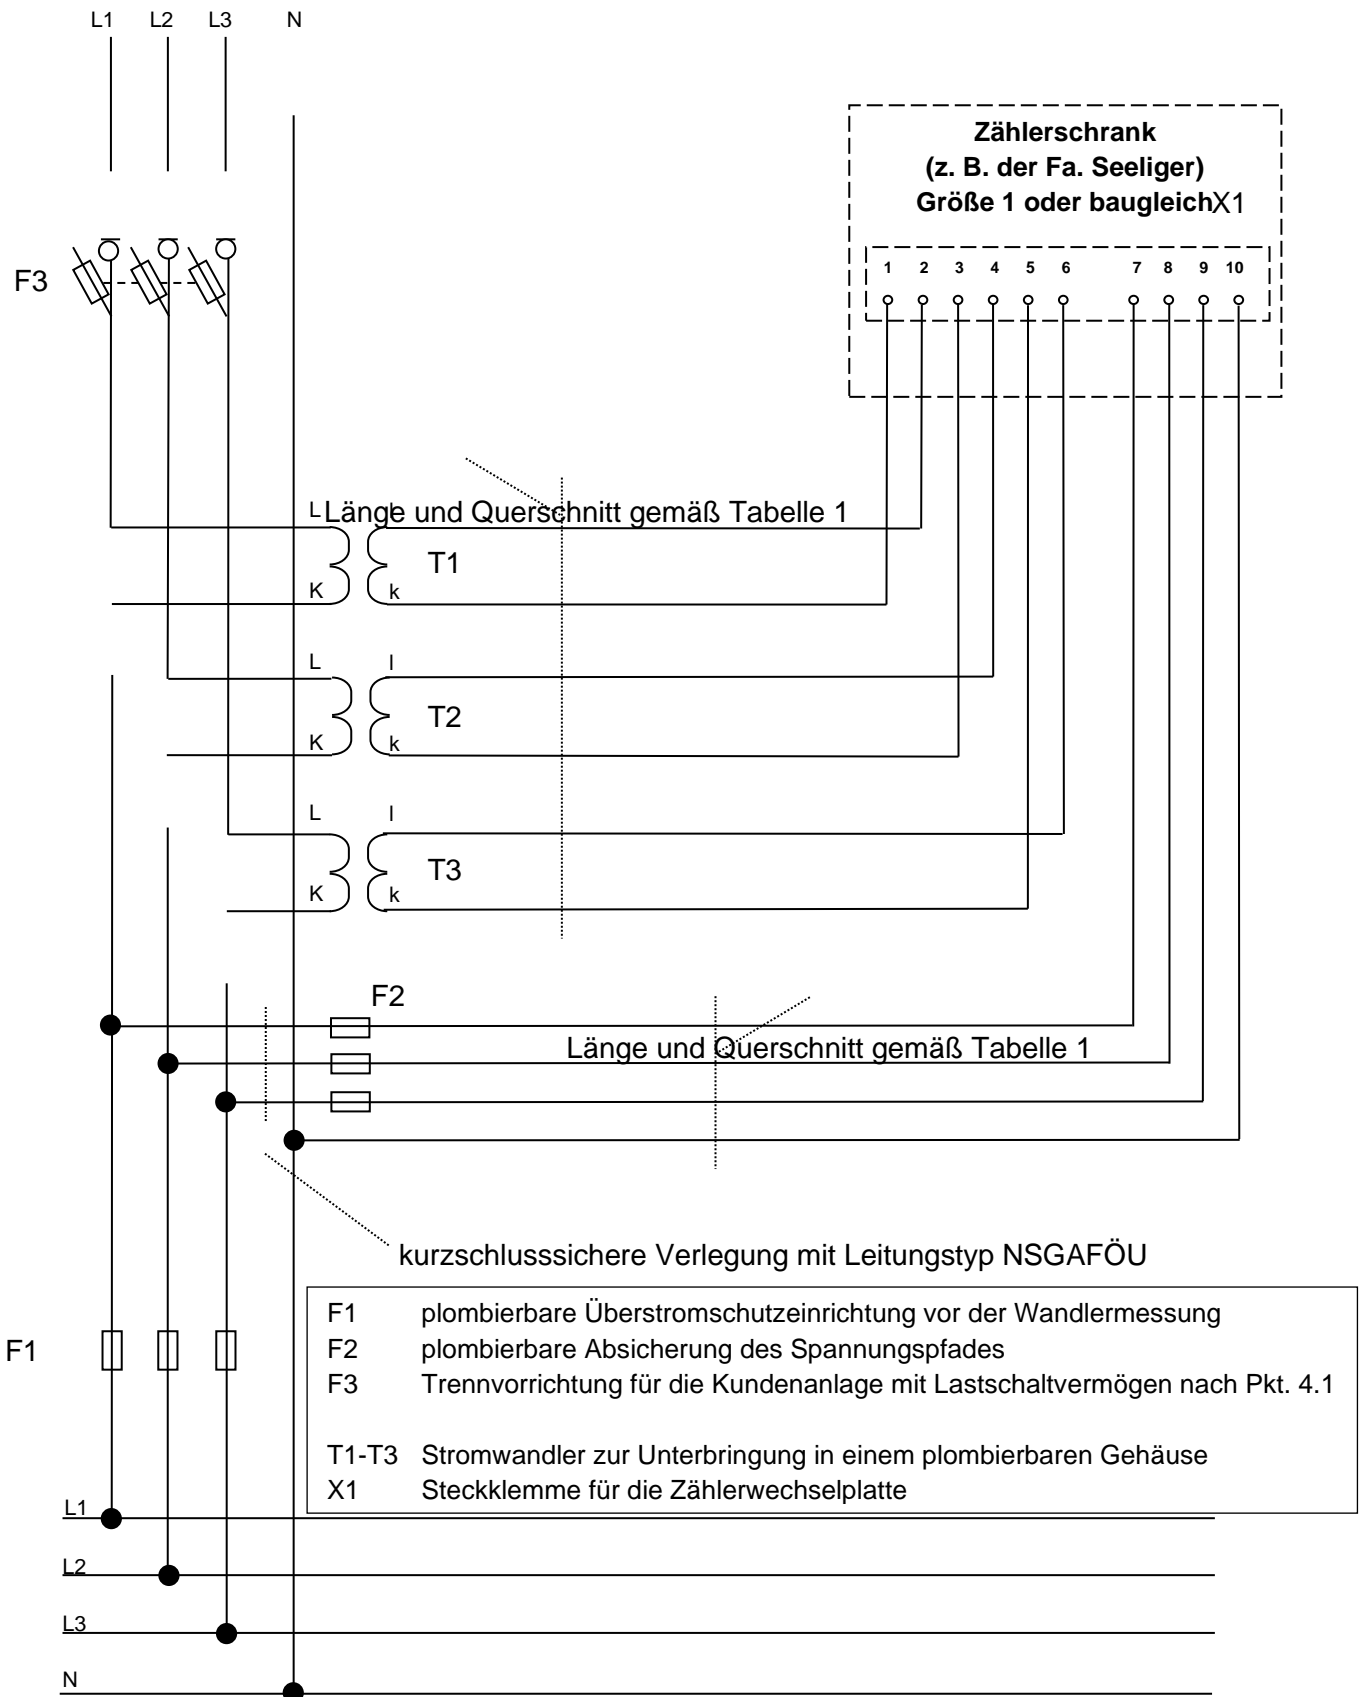 L1 L2 L3 N
Zählerschrank
(z. B. der Fa. Seeliger)
Größe 1 oder baugleich X1
1 2 3 4 5 6 7 8 9 10
F3
L Länge und Querschnitt gemäß Tabelle 1
l
T1
K k
L l
T2
K k
L l
T3
K k
F2
Länge und Querschnitt gemäß Tabelle 1
kurzschlusssichere Verlegung mit Leitungstyp NSGAFÖU
F1 plombierbare Überstromschutzeinrichtung vor der Wandlermessung
F2 plombierbare Absicherung des Spannungspfades
F3 Trennvorrichtung für die Kundenanlage mit Lastschaltvermögen nach Pkt. 4.1
T1-T3 Stromwandler zur Unterbringung in einem plombierbaren Gehäuse
X1 Steckklemme für die Zählerwechselplatte
F1
L1
L2
L3
N